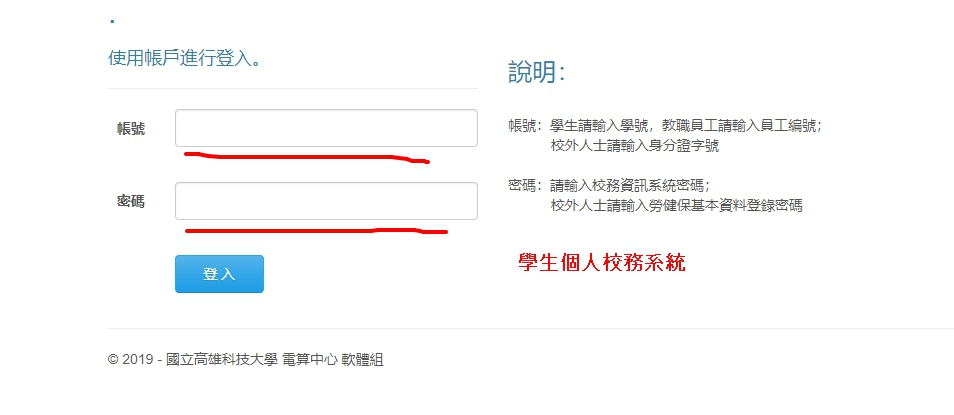 使用帳戶進行登入。
帳號
密碼
登入
說明：
帳號：學生請輸入學號，教職員工請輸入員工編號；
校外人士請輸入身分證字號
密碼：請輸入校務資訊系統密碼；
校外人士請輸入勞健保基本資料登錄密碼
學生個人校務系統
© 2019 - 國立高雄科技大學 電算中心 軟體組